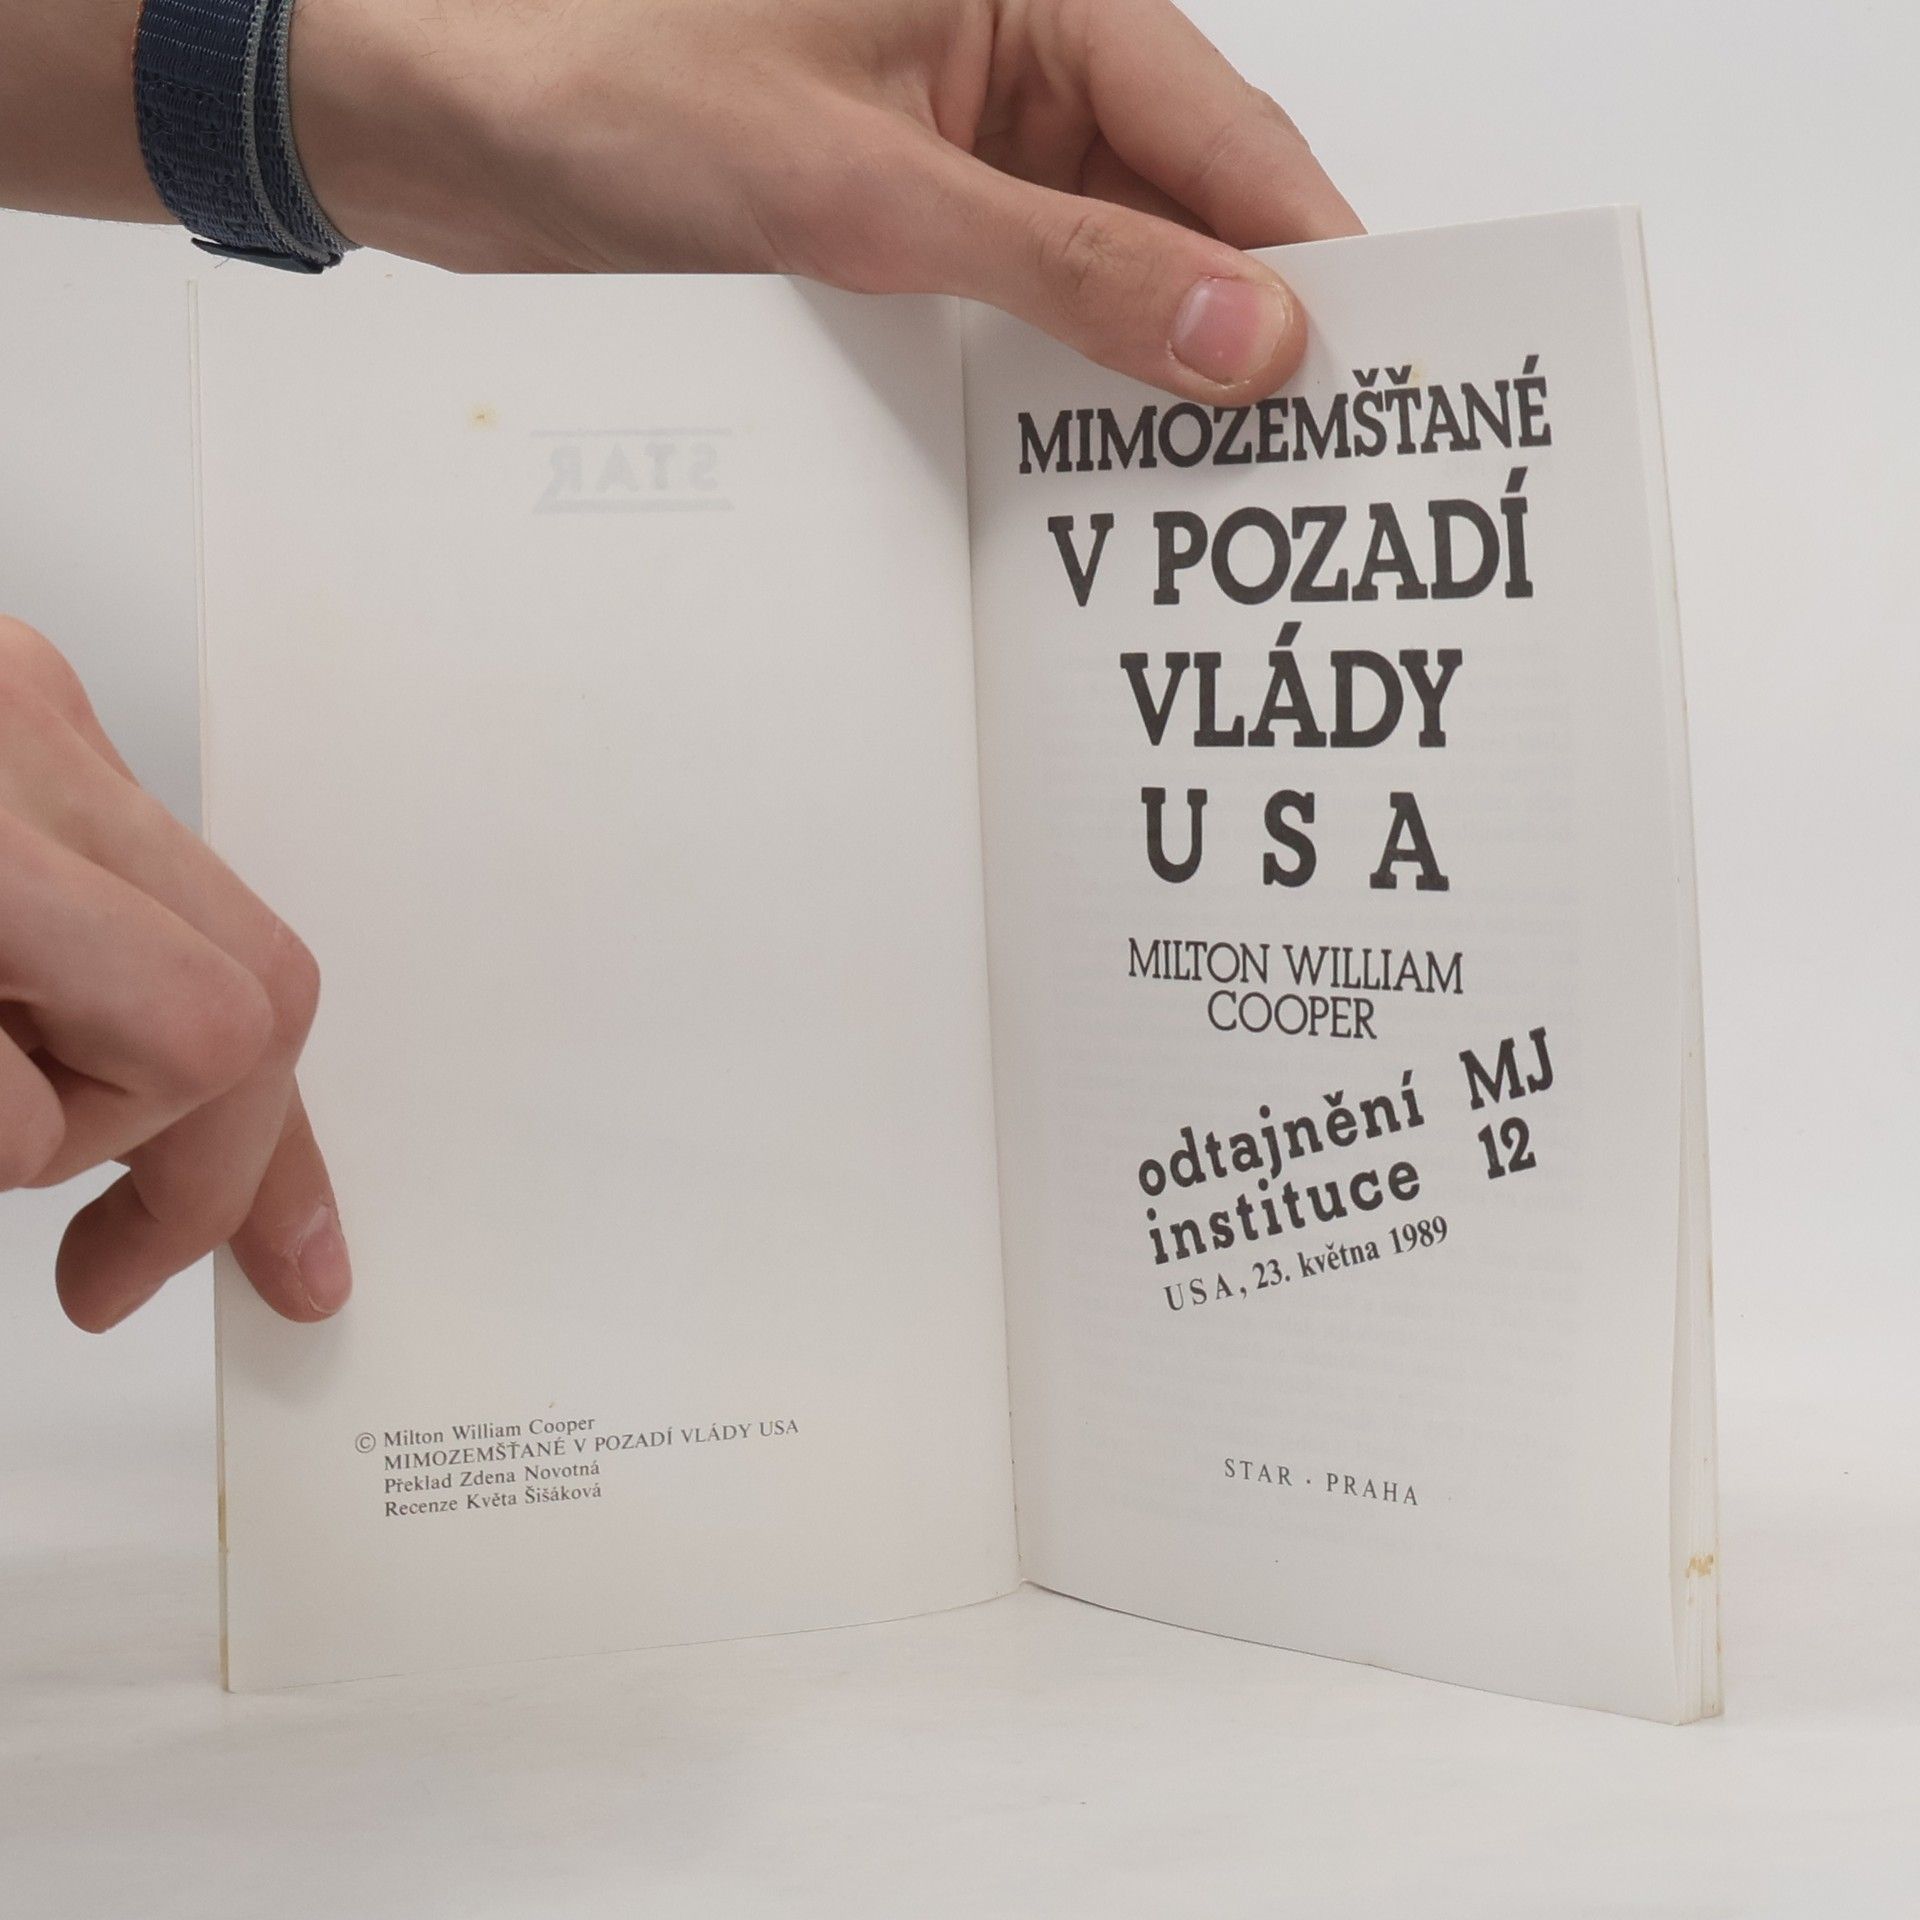 STAR
© Milton William Cooper
MIMOZEMŠŤANÉ V POZADÍ VLÁDY USA
Překlad Zdena Novotná
Recenze Květa Šišáková
MIMOZEMŠŤANÉ
V POZADÍ
VLÁDY
U S A
MILTON WILLIAM
COOPER
odtajnění MJ
instituce 12
USA, 23. května 1989
STAR · PRAHA